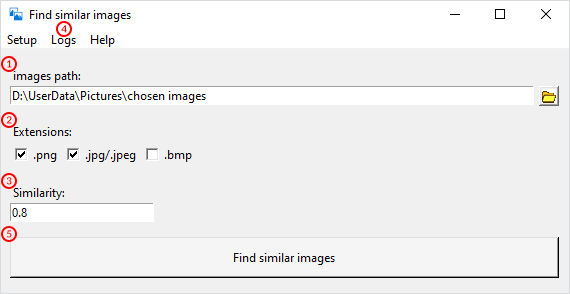 Find similar images
4
Setup Logs Help
1
images path:
D:\UserData\Pictures\chosen images
2
Extensions:
.png .jpg/.jpeg .bmp
3
Similarity:
0.8
5
Find similar images